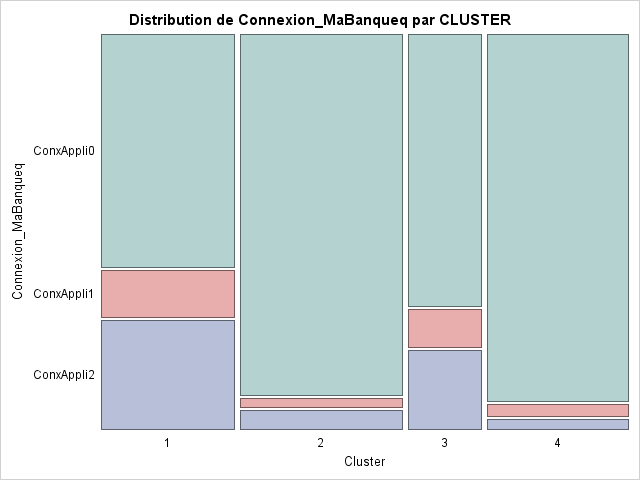 Distribution de Connexion_MaBanqueq par CLUSTER
Connexion_MaBanqueq
ConxAppli0
ConxAppli1
ConxAppli2
1 2 3 4
Cluster